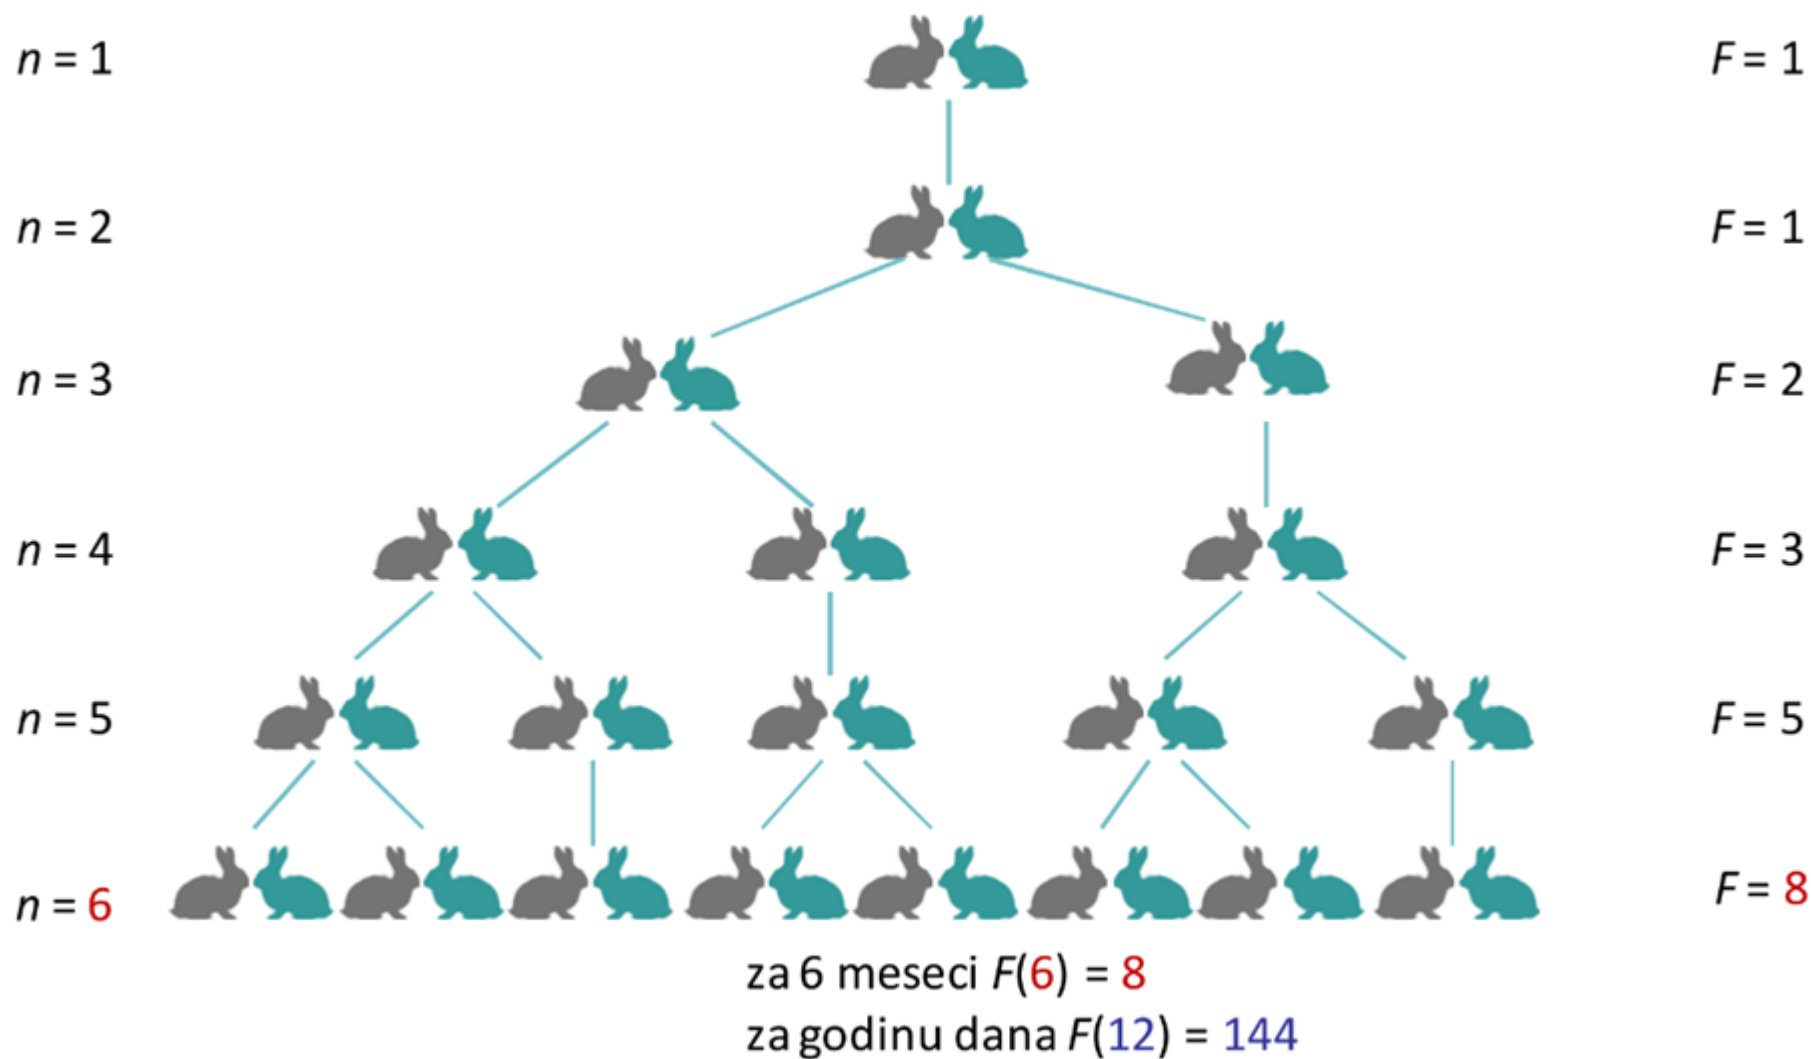 n = 1 F = 1
n = 2 F = 1
n = 3 F = 2
n = 4 F = 3
n = 5 F = 5
n = 6 F = 8
za 6 meseci F(6) = 8
za godinu dana F(12) = 144